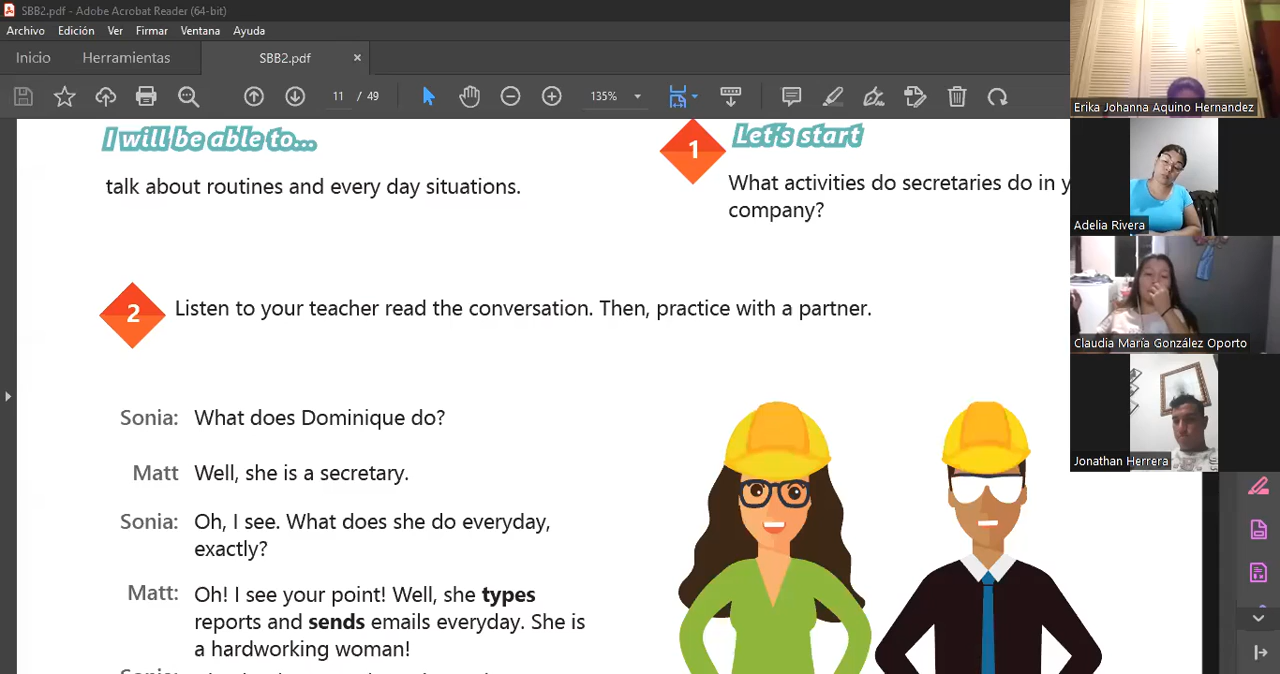 SBB2.pdf - Adobe Acrobat Reader (64-bit)
Archivo Edición Ver Firmar Ventana Ayuda
Inicio Herramientas SBB2.pdf ×
11 / 49 135%
I will be able to...
talk about routines and every day situations.
1 Let's start
What activities do secretaries do in
company?
2 Listen to your teacher read the conversation. Then, practice with a partner.
Sonia: What does Dominique do?
Matt Well, she is a secretary.
Sonia: Oh, I see. What does she do everyday,
exactly?
Matt: Oh! I see your point! Well, she types
reports and sends emails everyday. She is
a hardworking woman!
Erika Johanna Aquino Hernandez
Adelia Rivera
Claudia María González Oporto
Jonathan Herrera